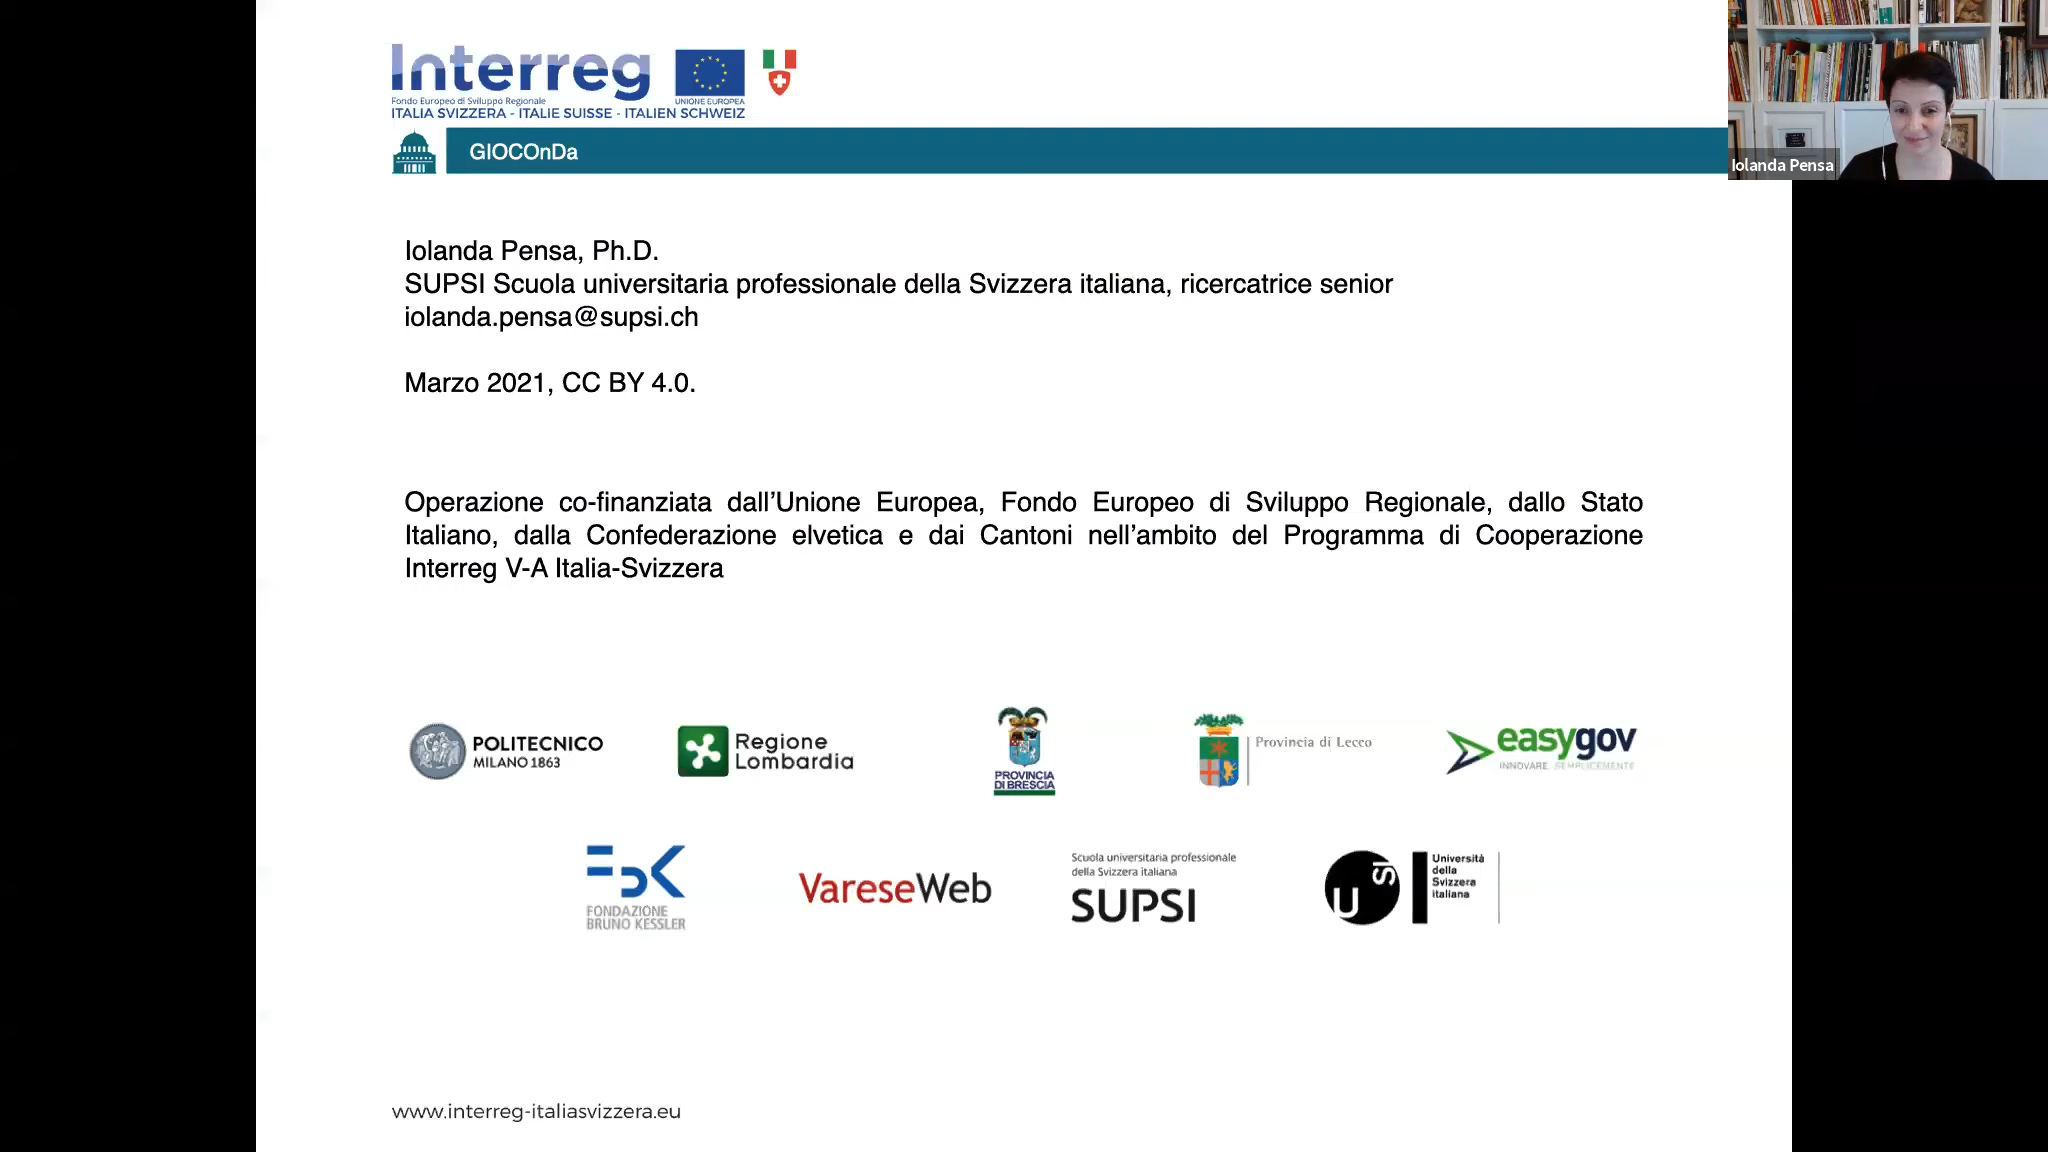 Interreg
Fondo Europeo di Sviluppo Regionale
UNIONE EUROPEA
ITALIA SVIZZERA - ITALIE SUISSE - ITALIEN SCHWEIZ
GIOCOnDa
Iolanda Pensa
Iolanda Pensa, Ph.D.
SUPSI Scuola universitaria professionale della Svizzera italiana, ricercatrice senior
iolanda.pensa@supsi.ch
Marzo 2021, CC BY 4.0.
Operazione co-finanziata dall’Unione Europea, Fondo Europeo di Sviluppo Regionale, dallo Stato
Italiano, dalla Confederazione elvetica e dai Cantoni nell’ambito del Programma di Cooperazione
Interreg V-A Italia-Svizzera
POLITECNICO
MILANO 1863
Regione
Lombardia
PROVINCIA
DI BRESCIA
Provincia di Lecco
easygov
INNOVARE SEMPLICEMENTE
FBK
FONDAZIONE
BRUNO KESSLER
VareseWeb
Scuola universitaria professionale
della Svizzera italiana
SUPSI
USI
Università
della
Svizzera
italiana
www.interreg-italiasvizzera.eu